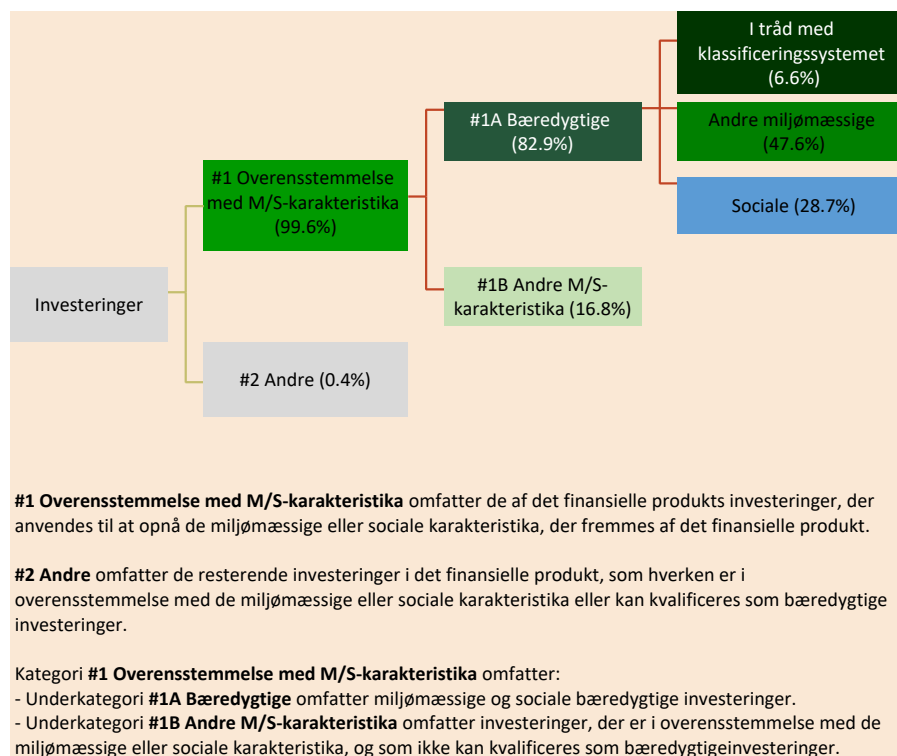 I tråd med
klassificeringssystemet
(6.6%)
#1A Bæredygtige
(82.9%)
Andre miljømæssige
(47.6%)
#1 Overensstemmelse
med M/S-karakteristika
(99.6%)
Sociale (28.7%)
Investeringer
#1B Andre M/S-
karakteristika (16.8%)
#2 Andre (0.4%)
#1 Overensstemmelse med M/S-karakteristika omfatter de af det finansielle produkts investeringer, der
anvendes til at opnå de miljømæssige eller sociale karakteristika, der fremmes af det finansielle produkt.
#2 Andre omfatter de resterende investeringer i det finansielle produkt, som hverken er i
overensstemmelse med de miljømæssige eller sociale karakteristika eller kan kvalificeres som bæredygtige
investeringer.
Kategori #1 Overensstemmelse med M/S-karakteristika omfatter:
- Underkategori #1A Bæredygtige omfatter miljømæssige og sociale bæredygtige investeringer.
- Underkategori #1B Andre M/S-karakteristika omfatter investeringer, der er i overensstemmelse med de
miljømæssige eller sociale karakteristika, og som ikke kan kvalificeres som bæredygtigeinvesteringer.